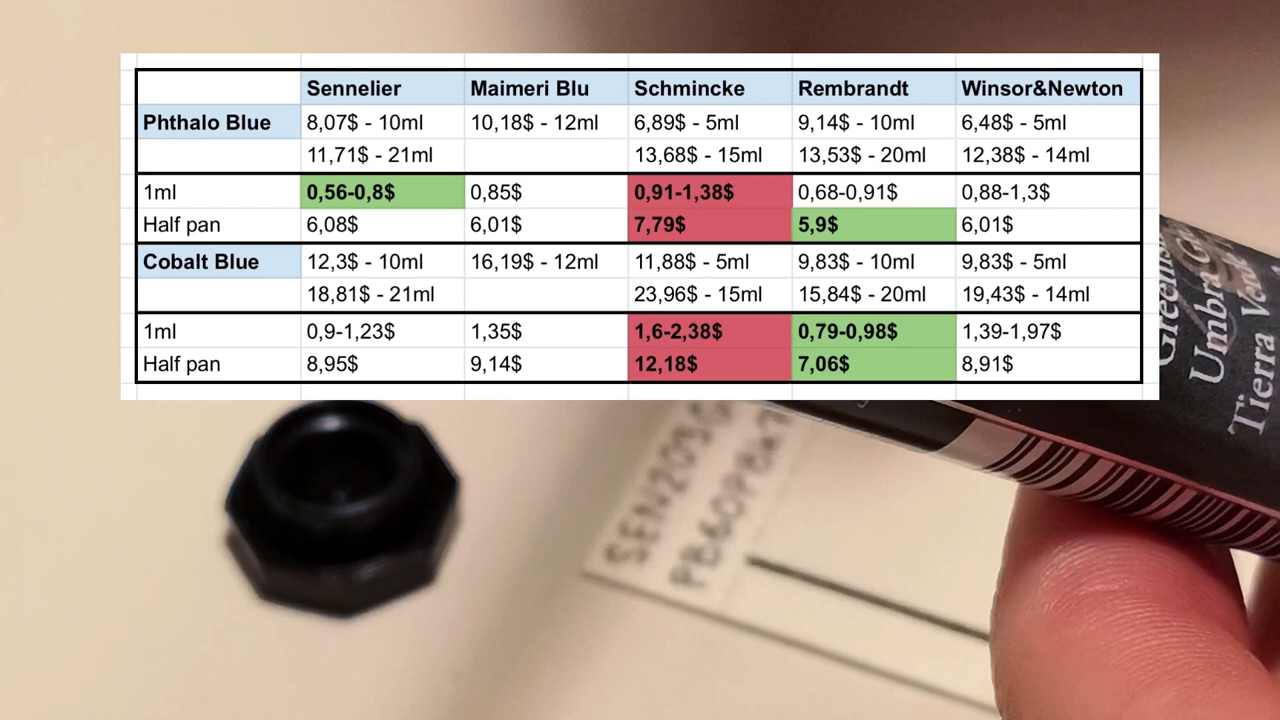 Sennelier Maimeri Blu Schmincke Rembrandt Winsor&Newton
Phthalo Blue 8,07$ - 10ml 10,18$ - 12ml 6,89$ - 5ml 9,14$ - 10ml 6,48$ - 5ml
11,71$ - 21ml 13,68$ - 15ml 13,53$ - 20ml 12,38$ - 14ml
1ml 0,56-0,8$ 0,85$ 0,91-1,38$ 0,68-0,91$ 0,88-1,3$
Half pan 6,08$ 6,01$ 7,79$ 5,9$ 6,01$
Cobalt Blue 12,3$ - 10ml 16,19$ - 12ml 11,88$ - 5ml 9,83$ - 10ml 9,83$ - 5ml
18,81$ - 21ml 23,96$ - 15ml 15,84$ - 20ml 19,43$ - 14ml
1ml 0,9-1,23$ 1,35$ 1,6-2,38$ 0,79-0,98$ 1,39-1,97$
Half pan 8,95$ 9,14$ 12,18$ 7,06$ 8,91$
Umbra
Tierra Verde